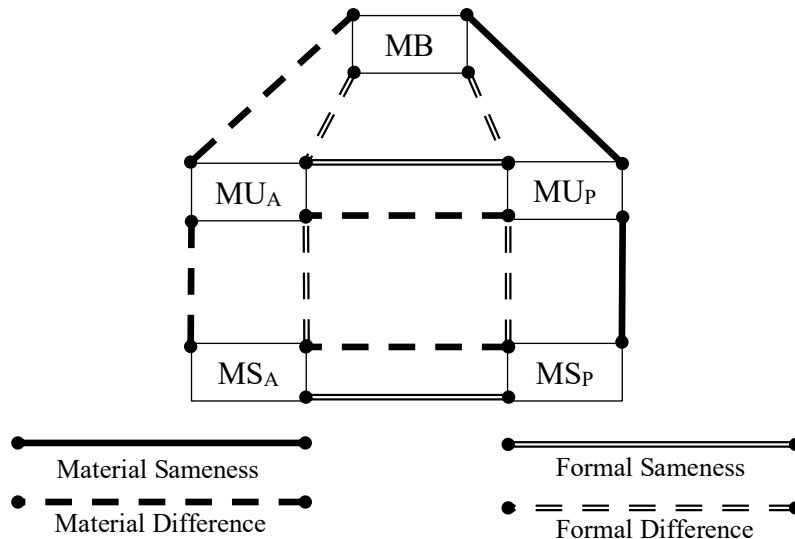 MB
MUA MUP
MSA MSP
Material Sameness Formal Sameness
Material Difference Formal Difference